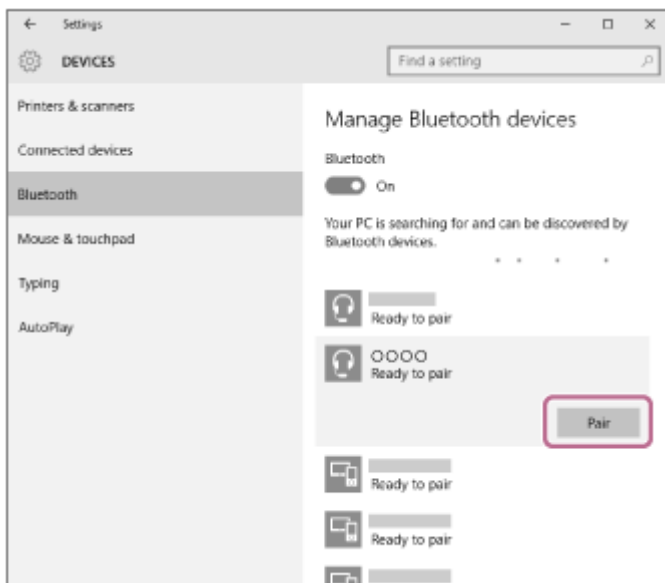 Settings
DEVICES
Find a setting
Printers & scanners
Connected devices
Bluetooth
Mouse & touchpad
Typing
AutoPlay
Manage Bluetooth devices
Bluetooth
On
Your PC is searching for and can be discovered by
Bluetooth devices.
Ready to pair
OOOO
Ready to pair
Pair
Ready to pair
Ready to pair